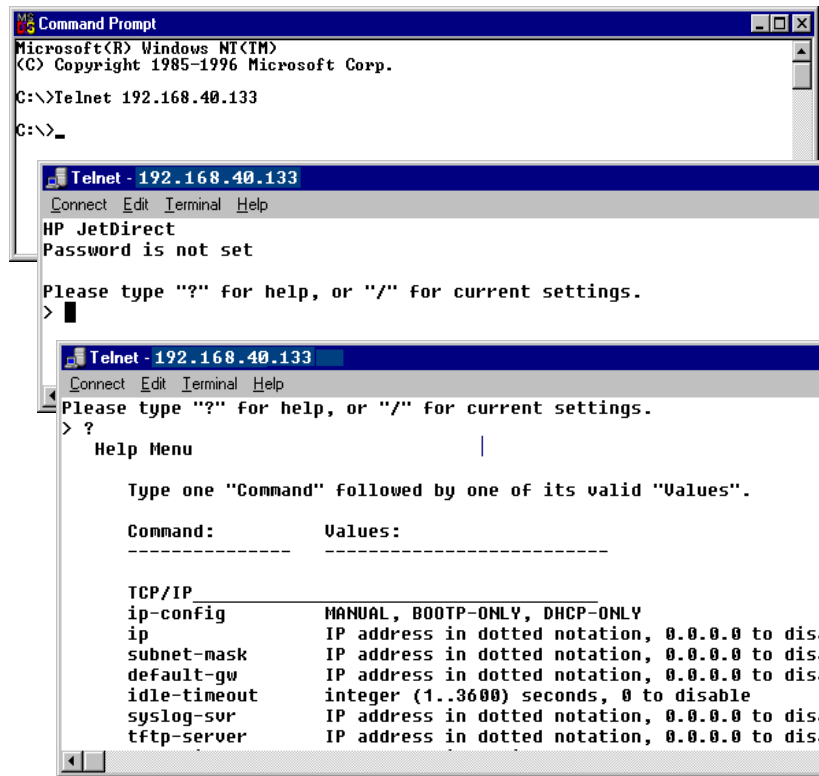 Command Prompt
Microsoft(R) Windows NT(TM)
(C) Copyright 1985-1996 Microsoft Corp.
C:\>Telnet 192.168.40.133
C:\>_
Telnet - 192.168.40.133
Connect Edit Terminal Help
HP JetDirect
Password is not set
Please type "?" for help, or "/" for current settings.
>
Telnet - 192.168.40.133
Connect Edit Terminal Help
Please type "?" for help, or "/" for current settings.
> ?
Help Menu
Type one "Command" followed by one of its valid "Values".
Command: Values:
--------------- --------------------------
TCP/IP_____________________________________
ip-config MANUAL, BOOTP-ONLY, DHCP-ONLY
ip IP address in dotted notation, 0.0.0.0 to dis
subnet-mask IP address in dotted notation, 0.0.0.0 to dis
default-gw IP address in dotted notation, 0.0.0.0 to dis
idle-timeout integer (1..3600) seconds, 0 to disable
syslog-svr IP address in dotted notation, 0.0.0.0 to dis
tftp-server IP address in dotted notation, 0.0.0.0 to dis